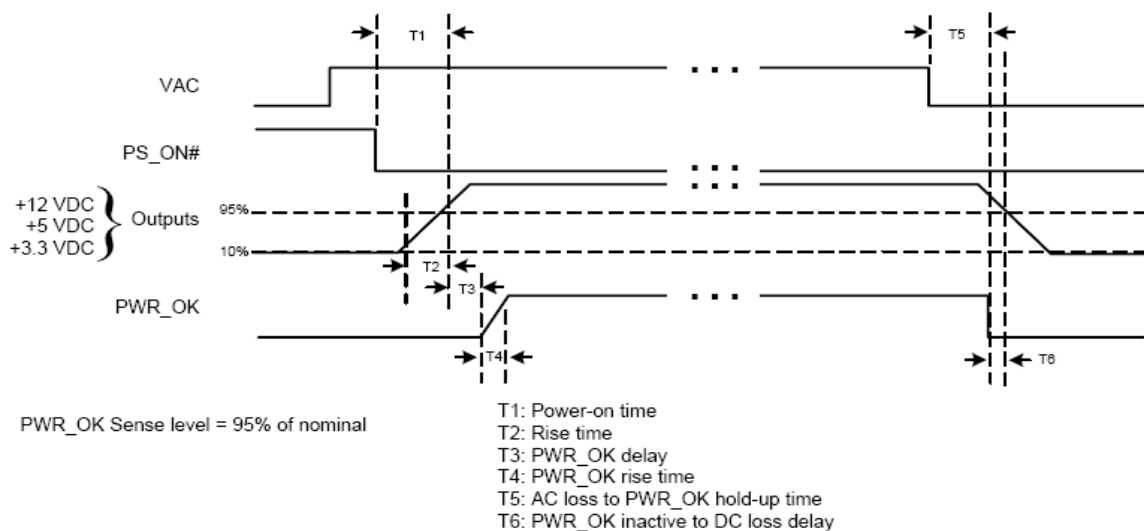 T1
T5
VAC
PS_ON#
+12 VDC
+5 VDC
+3.3 VDC
Outputs
95%
10%
T2
T3
PWR_OK
T4
T6
PWR_OK Sense level = 95% of nominal
T1: Power-on time
T2: Rise time
T3: PWR_OK delay
T4: PWR_OK rise time
T5: AC loss to PWR_OK hold-up time
T6: PWR_OK inactive to DC loss delay